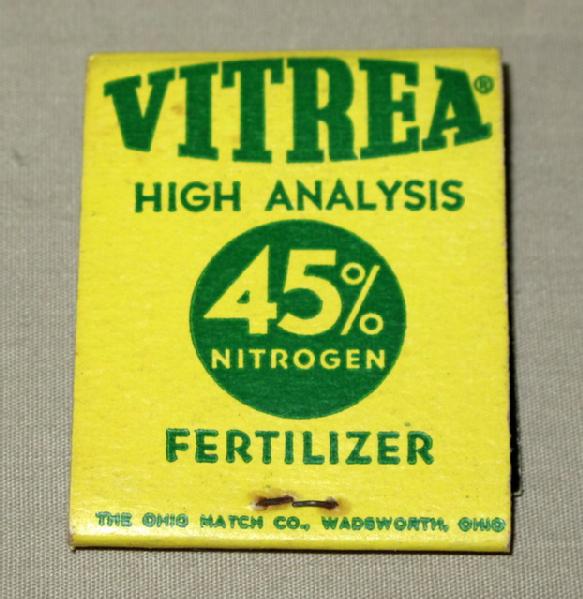 VITREA®
HIGH ANALYSIS
45%
NITROGEN
FERTILIZER
THE OHIO MATCH CO., WADSWORTH, OHIO